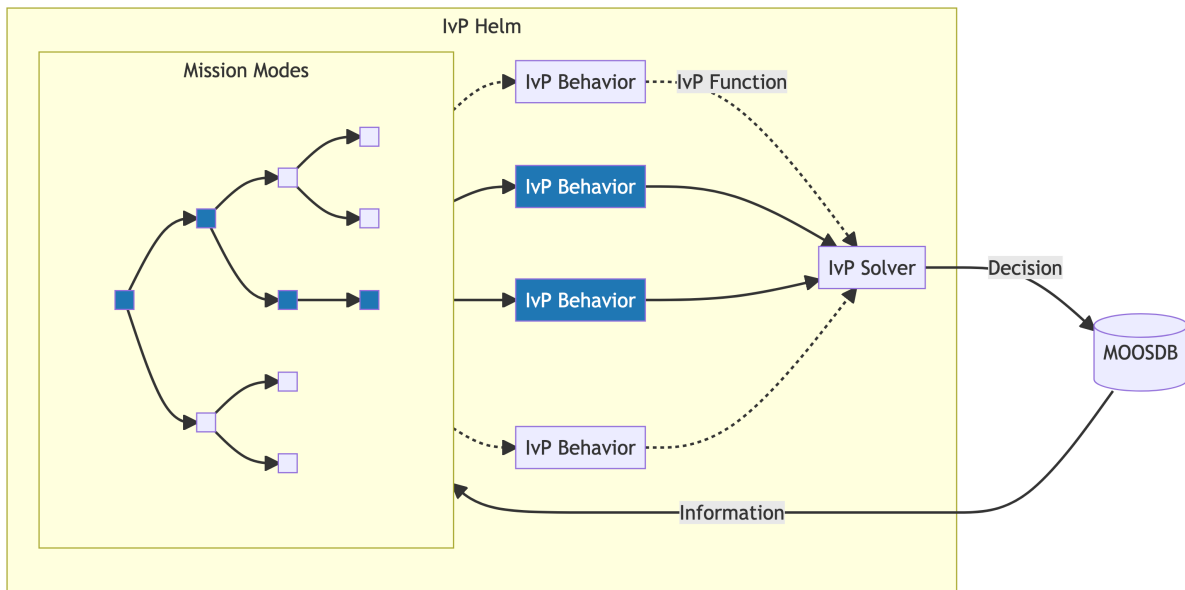 IvP Helm
Mission Modes
IvP Behavior
IvP Function
IvP Behavior
IvP Behavior
IvP Solver
Decision
MOOSDB
IvP Behavior
Information